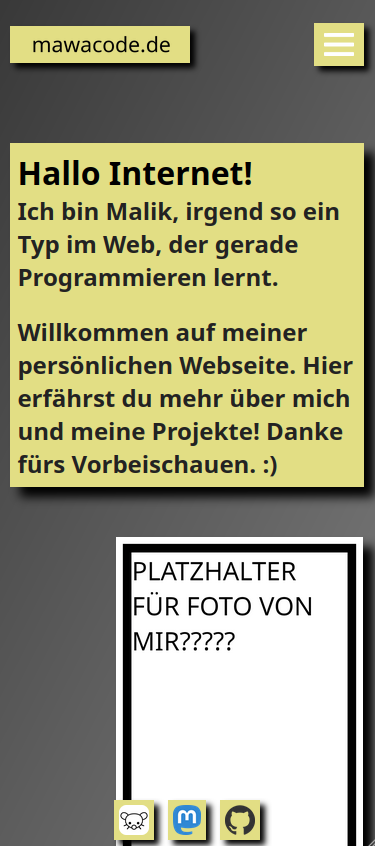 mawacode.de
Hallo Internet!
Ich bin Malik, irgend so ein
Typ im Web, der gerade
Programmieren lernt.
Willkommen auf meiner
persönlichen Webseite. Hier
erfährst du mehr über mich
und meine Projekte! Danke
fürs Vorbeischauen. :)
PLATZHALTER
FÜR FOTO VON
MIR?????